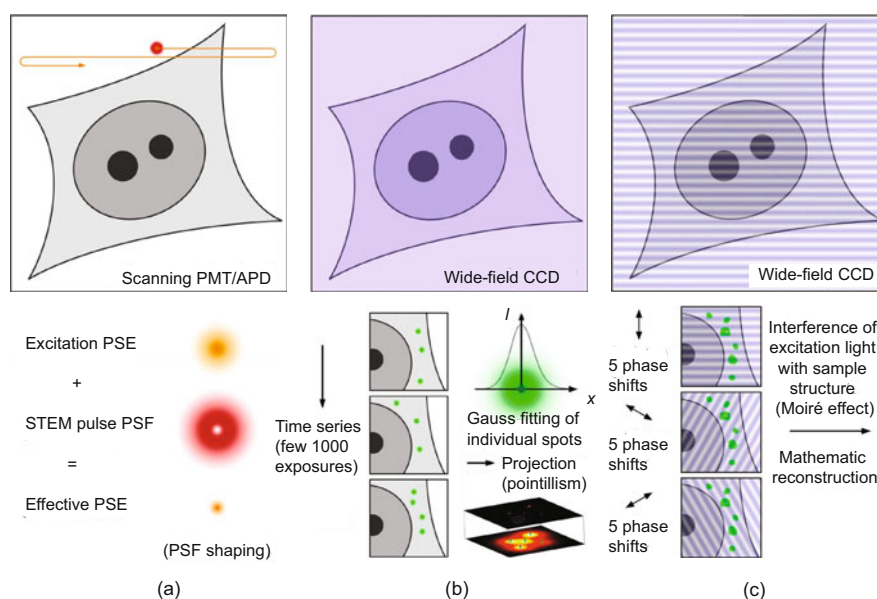 Scanning PMT/APD
Wide-field CCD
Wide-field CCD
Excitation PSE
+
STEM pulse PSF
=
Effective PSE
(PSF shaping)
Time series
(few 1000
exposures)
I
x
Gauss fitting of
individual spots
Projection
(pointillism)
5 phase
shifts
5 phase
shifts
5 phase
shifts
Interference of
excitation light
with sample
structure
(Moiré effect)
Mathematic
reconstruction
(a)
(b)
(c)